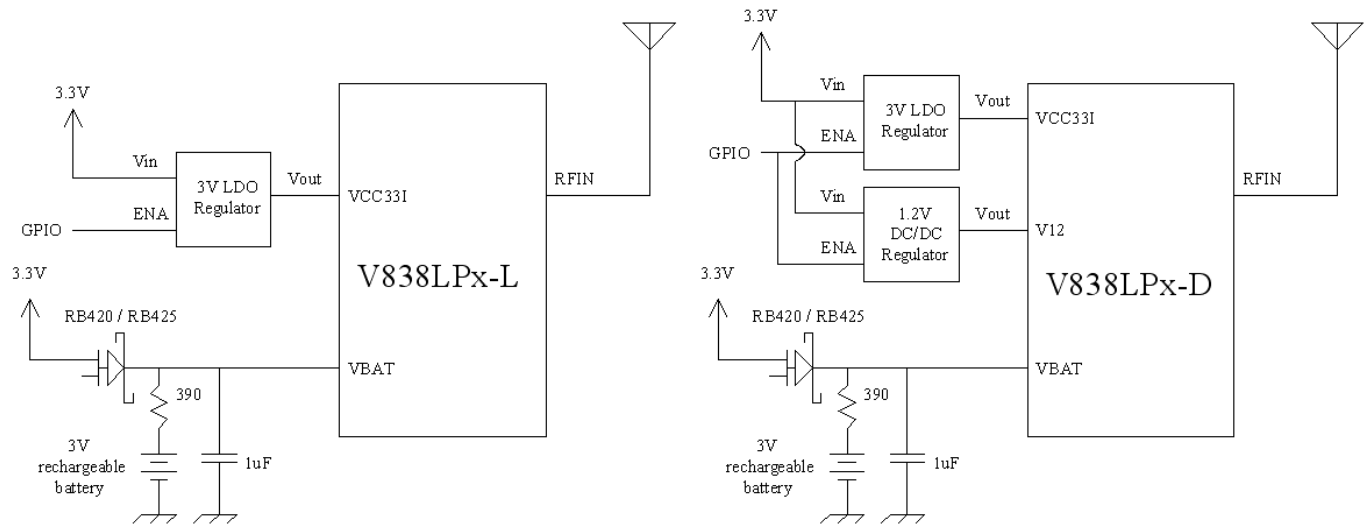 3.3V
Vin
3V LDO
Regulator
Vout
ENA
GPIO
VCC33I
RFIN
V838LPx-L
3.3V
RB420 / RB425
VBAT
390
3V
rechargeable
battery
1uF
3.3V
Vin
3V LDO
Regulator
Vout
ENA
GPIO
VCC33I
Vin
1.2V
DC/DC
Regulator
Vout
ENA
V12
RFIN
V838LPx-D
3.3V
RB420 / RB425
VBAT
390
3V
rechargeable
battery
1uF